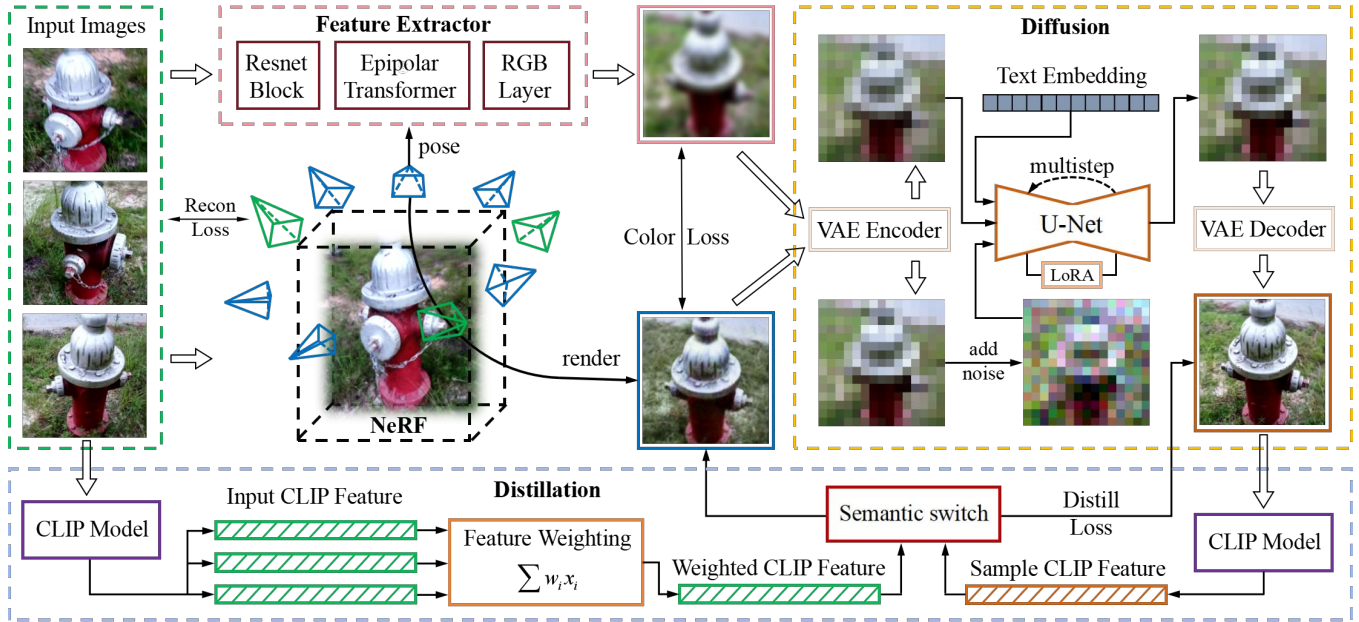 Input Images
Feature Extractor
Resnet
Block
Epipolar
Transformer
RGB
Layer
pose
Recon
Loss
NeRF
render
Color Loss
Diffusion
Text Embedding
multistep
U-Net
LoRA
VAE Encoder
VAE Decoder
add
noise
Distillation
CLIP Model
Input CLIP Feature
Feature Weighting
∑ wᵢxᵢ
Weighted CLIP Feature
Semantic switch
Distill
Loss
Sample CLIP Feature
CLIP Model